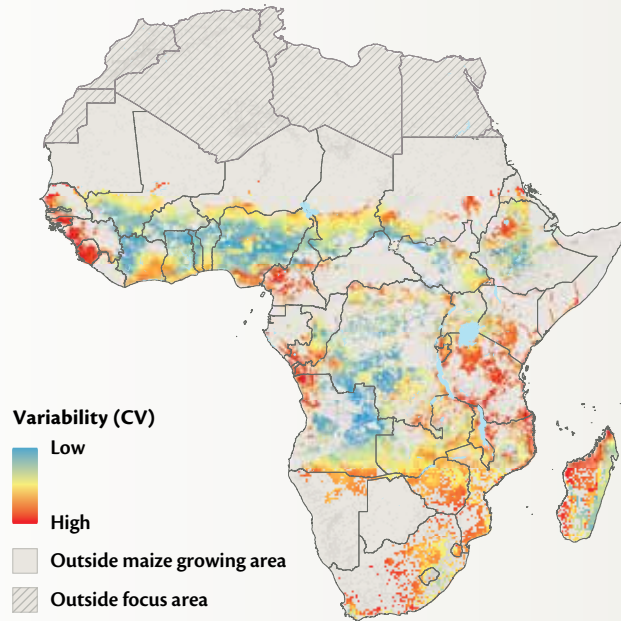 Variability (CV)
Low
High
Outside maize growing area
Outside focus area